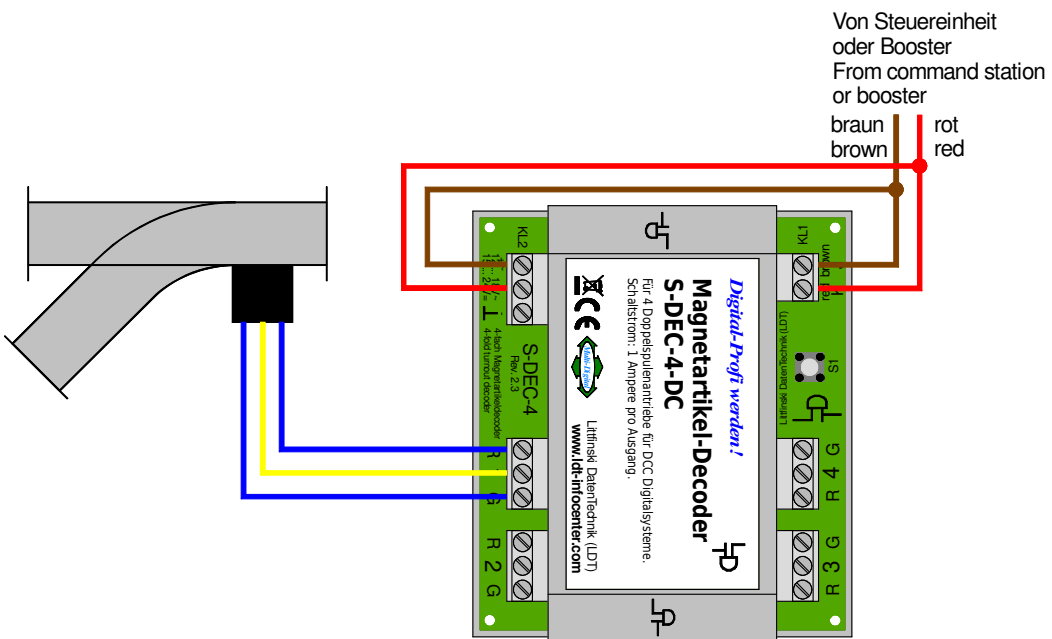 Von Steuereinheit
oder Booster
From command station
or booster
braun
brown
rot
red
KL2
KL1
S-DEC-4
Rev. 2.3
4-fach Magnetartikeldecoder
4-fold turnout decoder
Digital-Profi werden!
Magnetartikel-Decoder
S-DEC-4-DC
Für 4 Doppelspulenantriebe für DCC Digitalsysteme.
Schaltstrom: 1 Ampere pro Ausgang.
CE
Multi-Digital
Littfinski DatenTechnik (LDT)
www.ldt-infocenter.com
S1
Littfinski DatenTechnik (LDT)
R
G
R 2 G
R 4 G
R 3 G